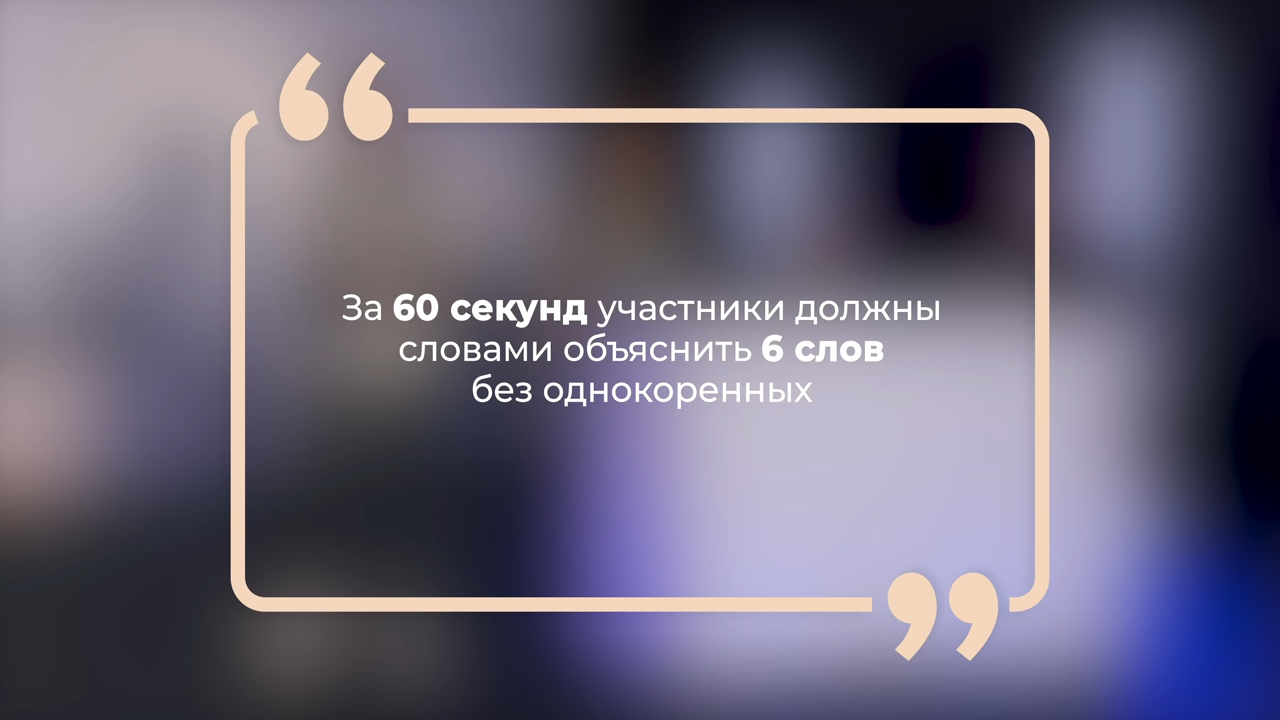 За 60 секунд участники должны
словами объяснить 6 слов
без однокоренных